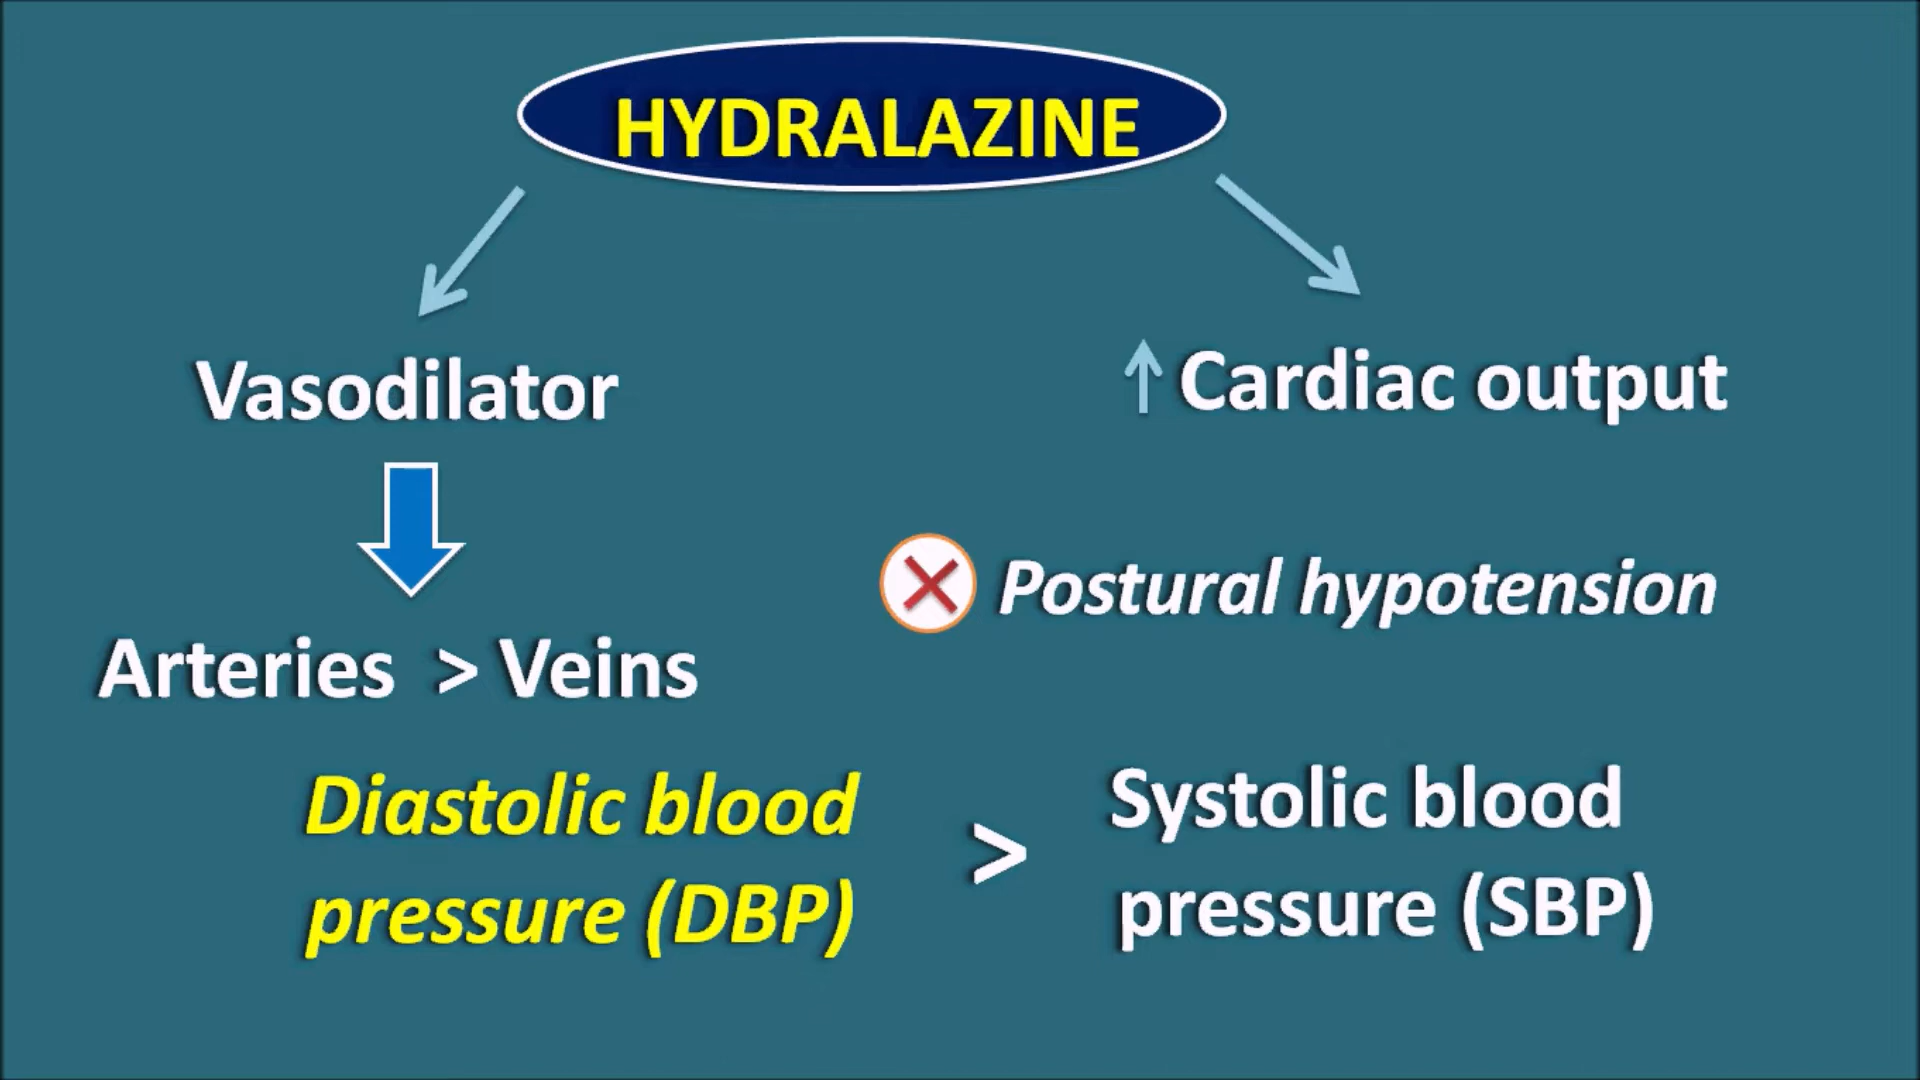 HYDRALAZINE
Vasodilator
↑ Cardiac output
Postural hypotension
Arteries > Veins
Diastolic blood
pressure (DBP)
>
Systolic blood
pressure (SBP)